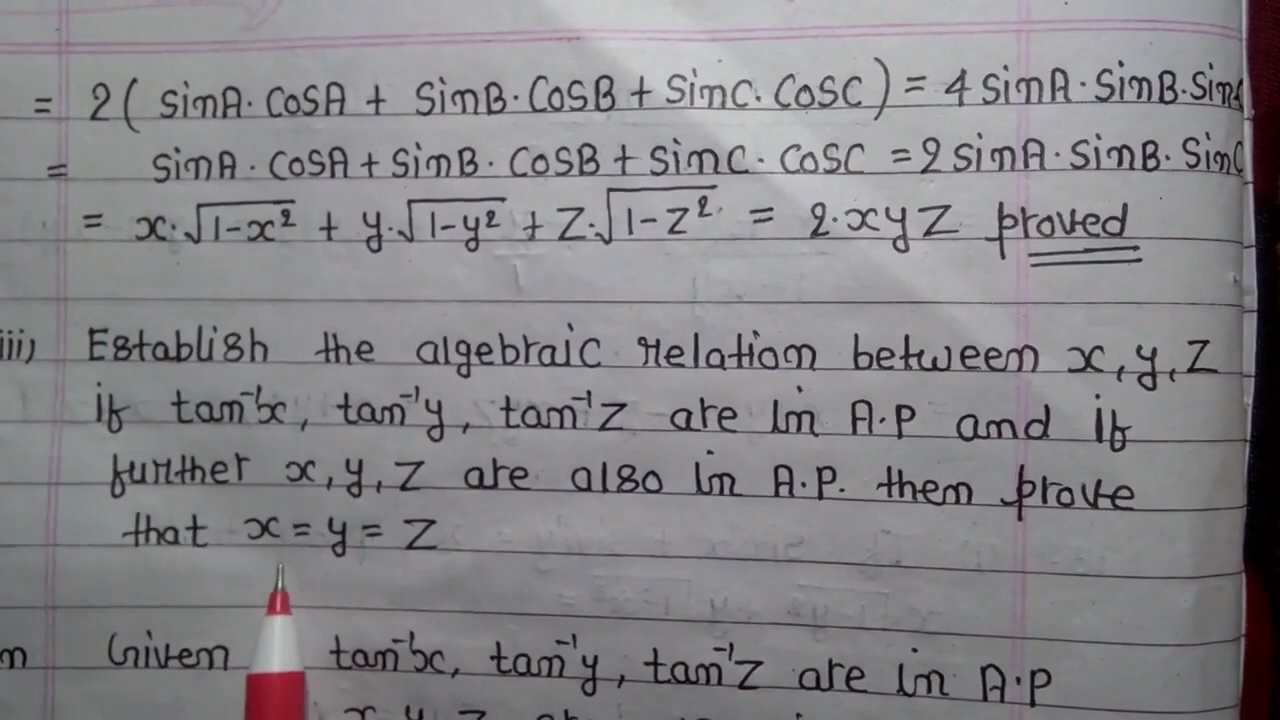 = 2( sinA· cosA + sinB·cosB + sinC·cosC ) = 4 sinA·sinB·sinC
= sinA·cosA + sinB·cosB + sinC·cosC = 2 sinA·sinB·sinC
= x·√1-x² + y·√1-y² + z·√1-z² = 2·xyz proved
iii) Establish the algebraic relation between x, y, z
if tan⁻¹x, tan⁻¹y, tan⁻¹z are in A.P and if
further x, y, z are also in A.P. then prove
that x = y = z
n Given tan⁻¹x, tan⁻¹y, tan⁻¹z are in A.P